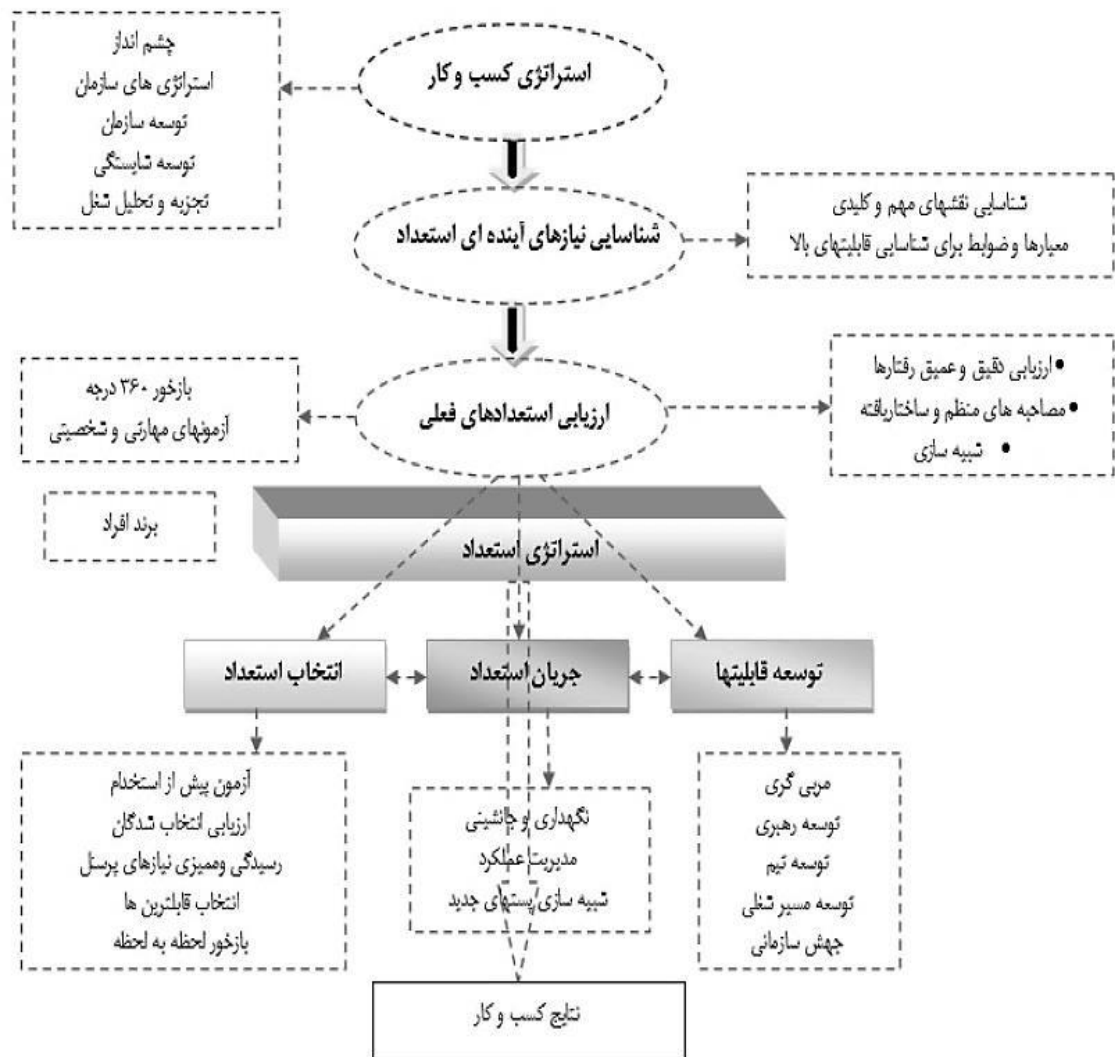 چشم انداز
استراتژی های سازمان
توسعه سازمان
توسعه شایستگی
تجزیه و تحلیل شغل
استراتژی کسب و کار
شناسایی نیازهای آینده ای استعداد
شناسایی نقشهای مهم و کلیدی
معیارها و ضوابط برای شناسایی قابلیتهای بالا
ارزیابی استعدادهای فعلی
• ارزیابی دقیق و عمیق رفتارها
• مصاحبه های منظم و ساختاریافته
• شبیه سازی
بازخور ۳۶۰ درجه
آزمونهای مهارتی و شخصیتی
برند افراد
استراتژی استعداد
توسعه قابلیتها
جریان استعداد
انتخاب استعداد
مربی گری
توسعه رهبری
توسعه تیم
توسعه مسیر شغلی
جهش سازمانی
نگهداری و جانشینی
مدیریت عملکرد
شبیه سازی پستهای جدید
آزمون پیش از استخدام
ارزیابی انتخاب شدگان
رسیدگی وممیزی نیازهای پرسنل
انتخاب قابلترین ها
بازخور لحظه به لحظه
نتایج کسب و کار